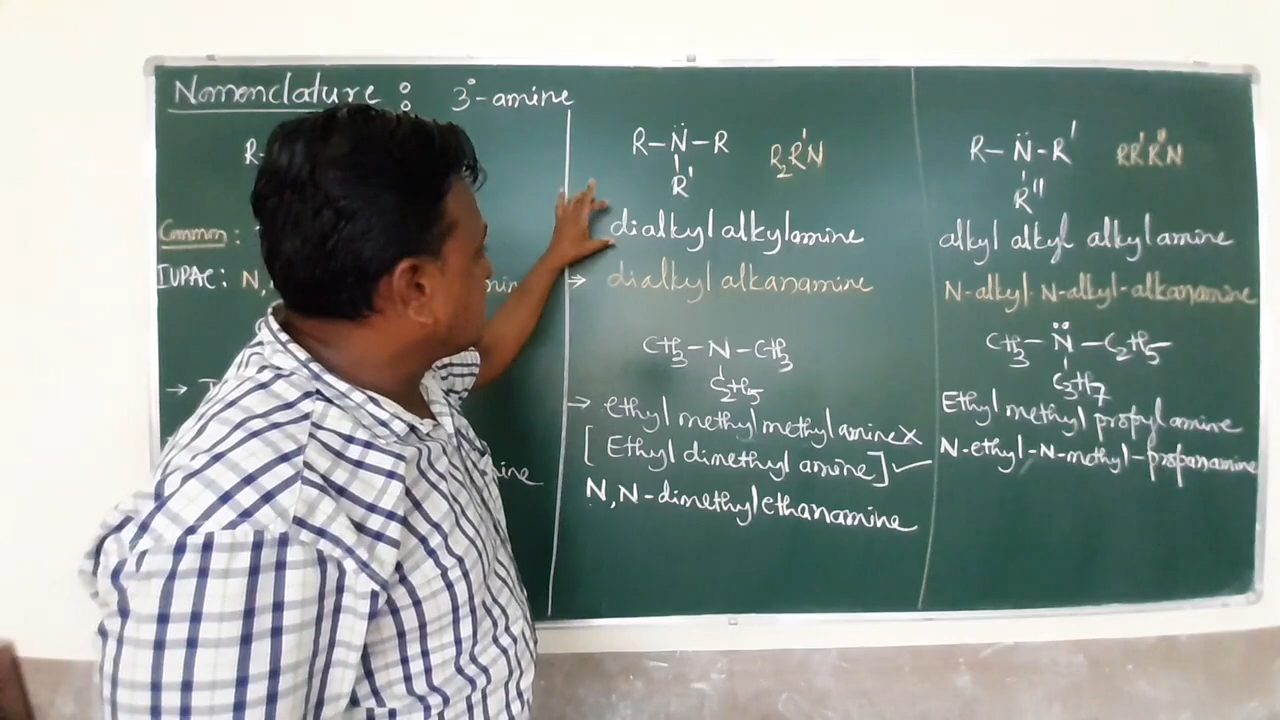 Nomenclature : 3°-amine
R-
Common :
IUPAC: N,
→
R—N̈—R R₂R'N
R'
dialkyl alkylamine
→ dialkyl alkanamine
CH₃—N—CH₃
C₂H₅
→ ethyl methyl methyl amine ×
[Ethyl dimethyl amine] ✓
N,N-dimethyl ethanamine
R—N̈—R' RR'R"N
R"
alkyl alkyl alkyl amine
N-alkyl-N-alkyl-alkanamine
CH₃—N̈—C₂H₅
C₃H₇
Ethyl methyl propyl amine
N-ethyl-N-methyl-propanamine